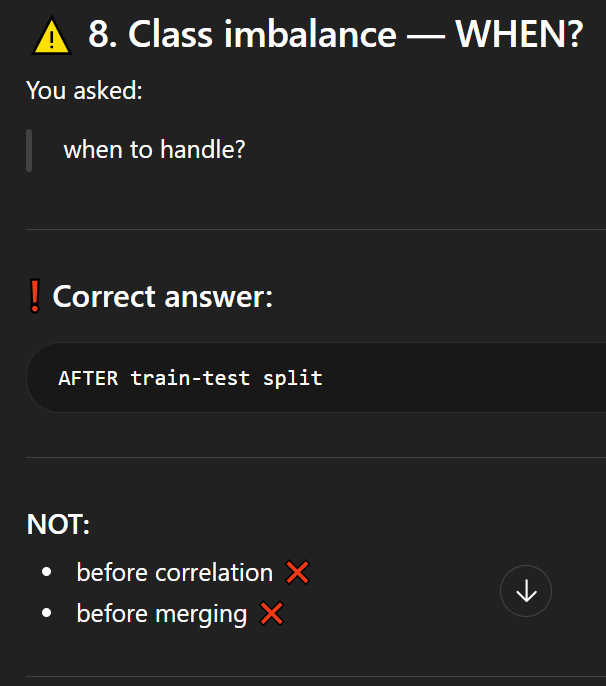 ⚠️ 8. Class imbalance — WHEN?
You asked:
when to handle?
❗ Correct answer:
AFTER train-test split
NOT:
• before correlation ❌
• before merging ❌